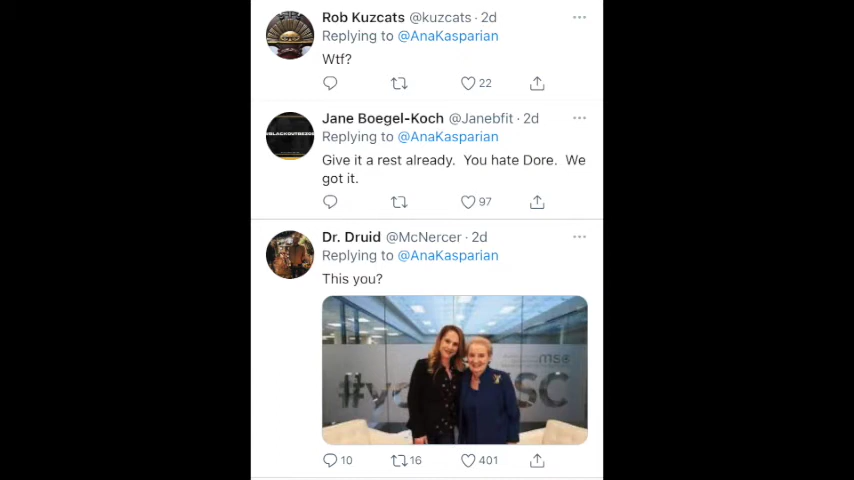 Rob Kuzcats @kuzcats · 2d
Replying to @AnaKasparian
Wtf?
22
Jane Boegel-Koch @Janebfit · 2d
Replying to @AnaKasparian
Give it a rest already. You hate Dore. We
got it.
97
Dr. Druid @McNercer · 2d
Replying to @AnaKasparian
This you?
msc
SC
10 16 401